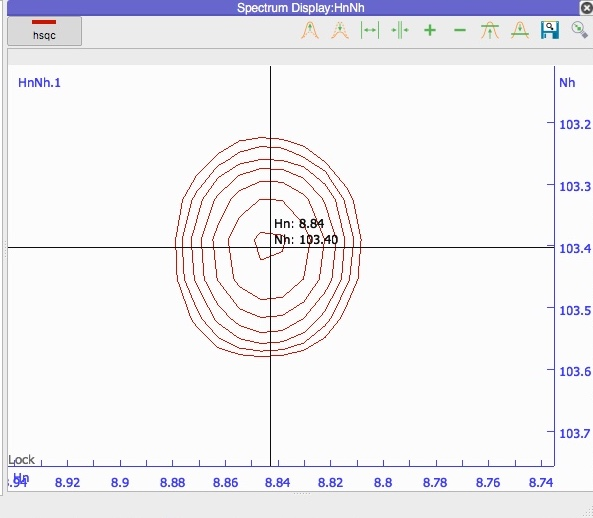 Spectrum Display:HnNh
hsqc
HnNh.1
Nh
103.2
103.3
Hn: 8.84
Nh: 103.40
103.4
103.5
103.6
103.7
Lock
Hn
.94 8.92 8.9 8.88 8.86 8.84 8.82 8.8 8.78 8.76 8.74